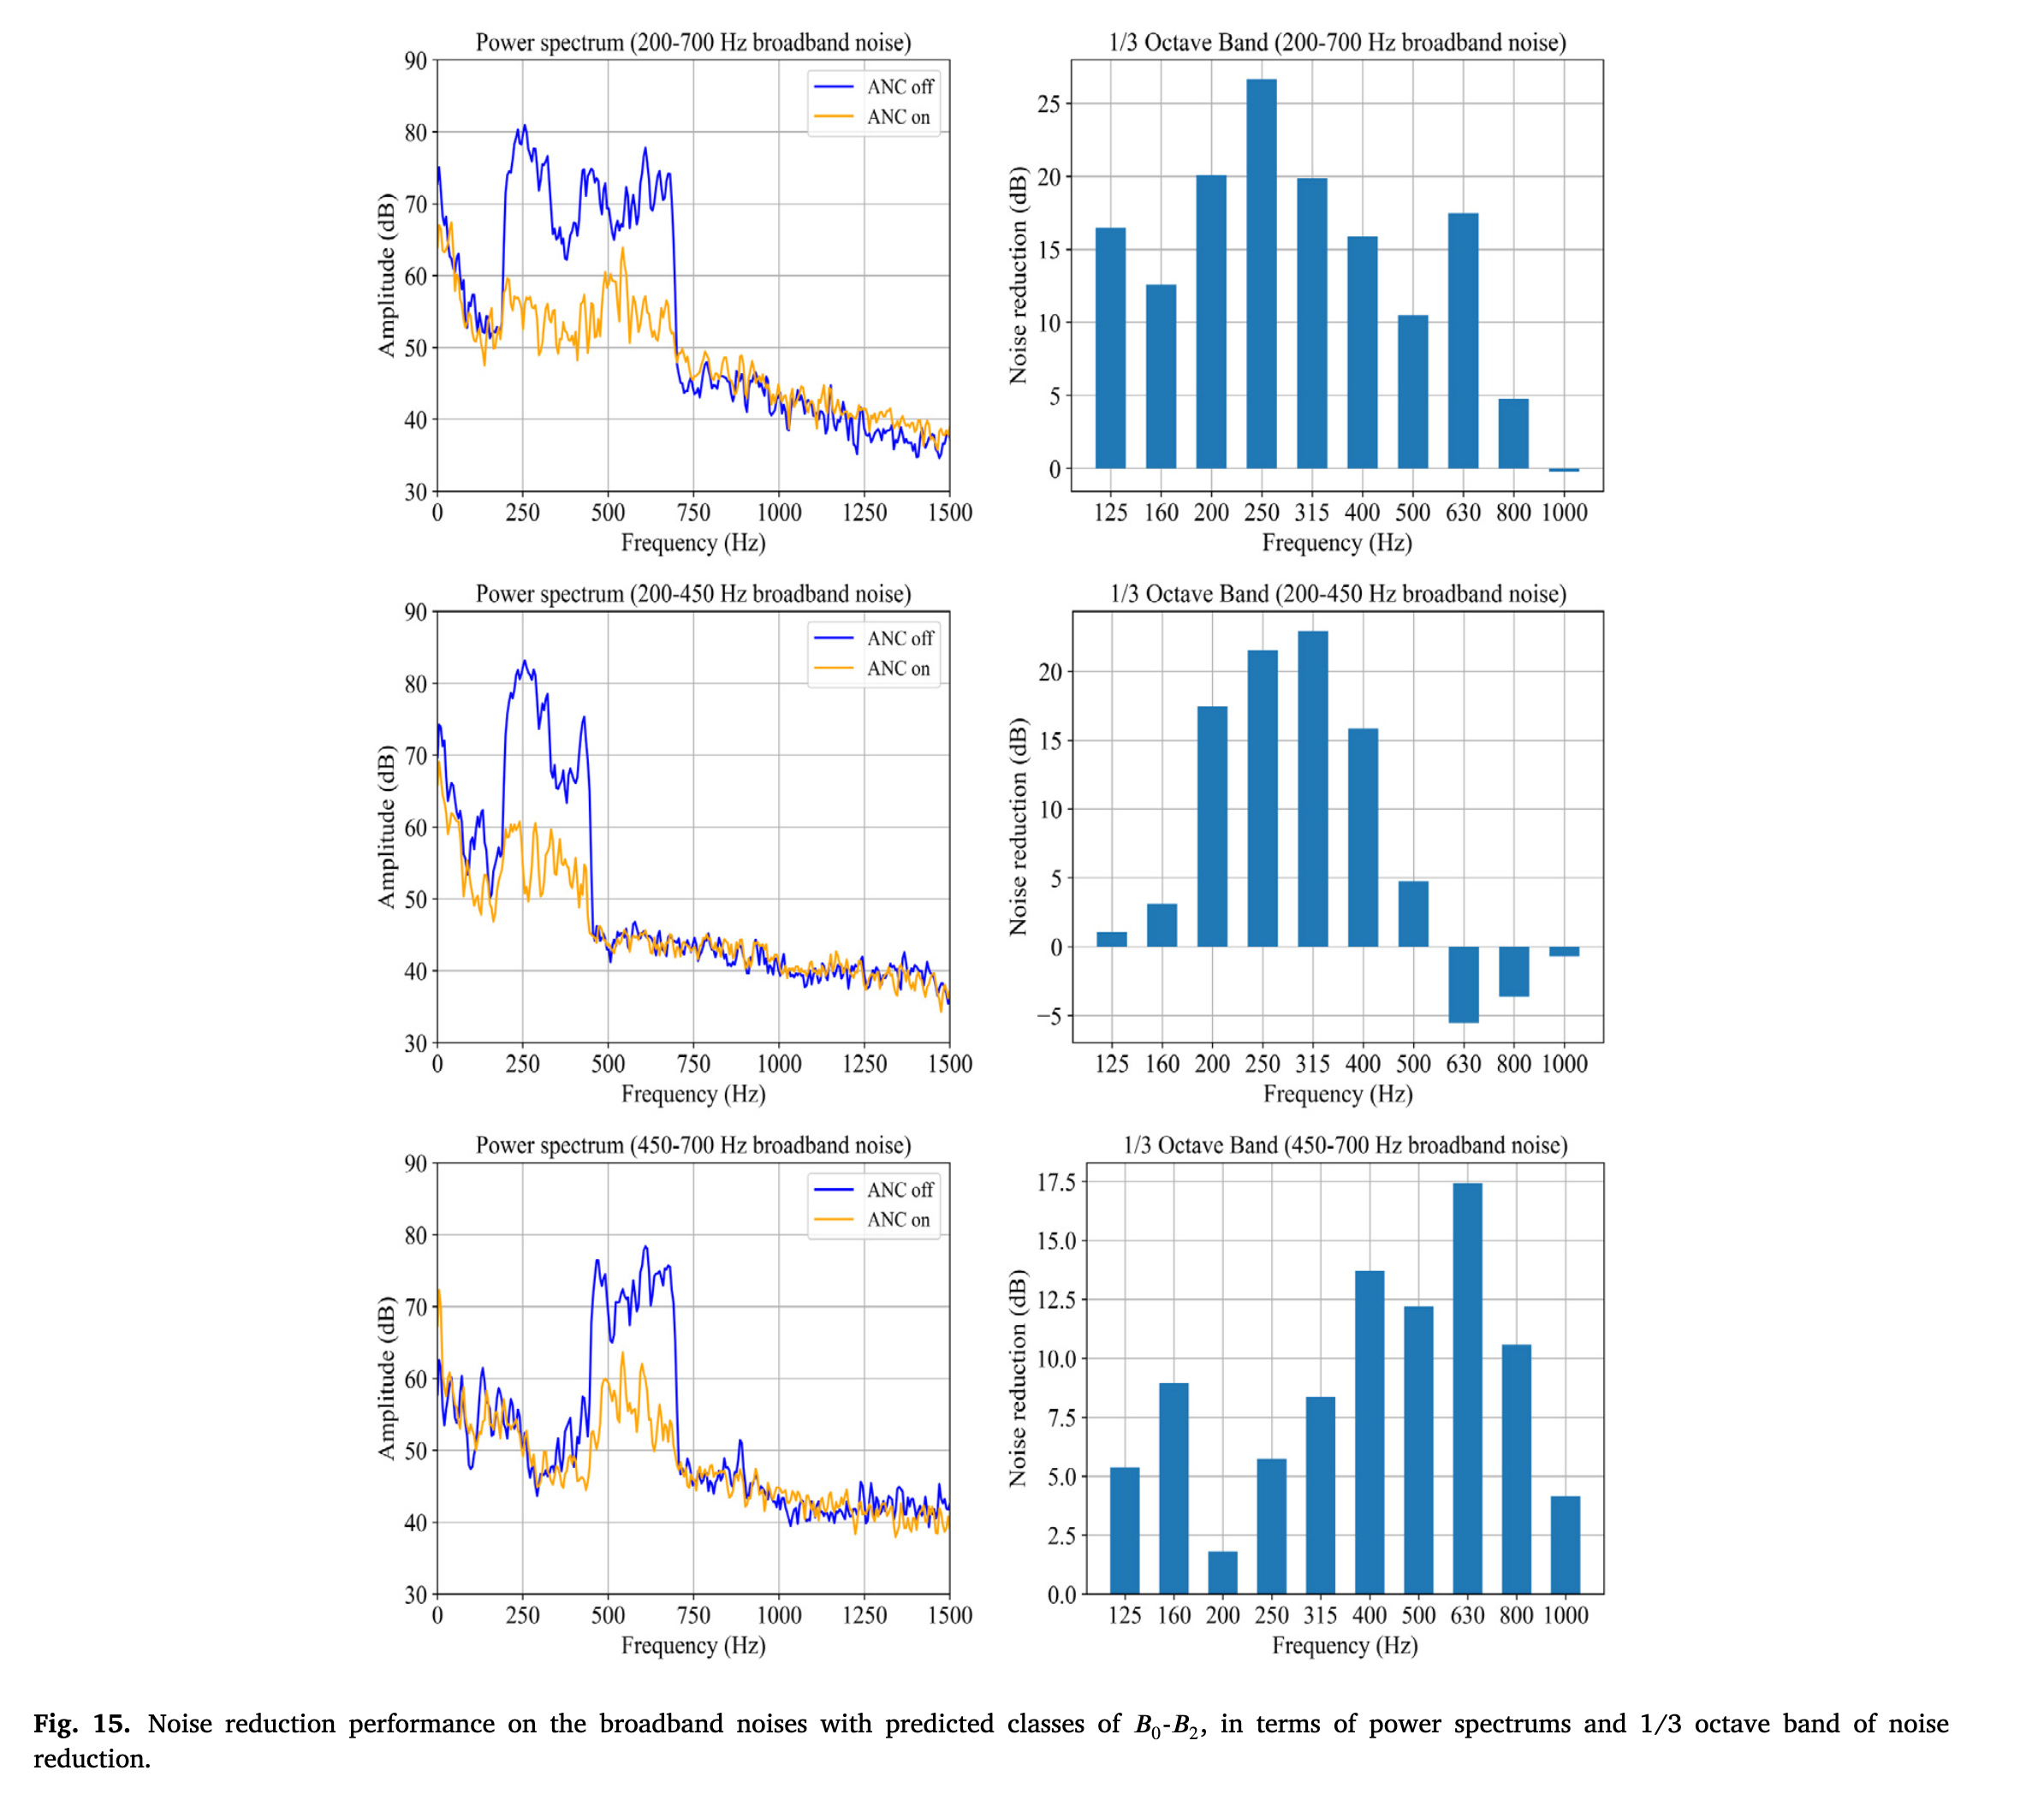 Power spectrum (200-700 Hz broadband noise)
90
80
70
60
50
40
30
Amplitude (dB)
ANC off
ANC on
0 250 500 750 1000 1250 1500
Frequency (Hz)
1/3 Octave Band (200-700 Hz broadband noise)
25
20
15
10
5
0
Noise reduction (dB)
125 160 200 250 315 400 500 630 800 1000
Frequency (Hz)
Power spectrum (200-450 Hz broadband noise)
90
80
70
60
50
40
30
Amplitude (dB)
ANC off
ANC on
0 250 500 750 1000 1250 1500
Frequency (Hz)
1/3 Octave Band (200-450 Hz broadband noise)
20
15
10
5
0
−5
Noise reduction (dB)
125 160 200 250 315 400 500 630 800 1000
Frequency (Hz)
Power spectrum (450-700 Hz broadband noise)
90
80
70
60
50
40
30
Amplitude (dB)
ANC off
ANC on
0 250 500 750 1000 1250 1500
Frequency (Hz)
1/3 Octave Band (450-700 Hz broadband noise)
17.5
15.0
12.5
10.0
7.5
5.0
2.5
0.0
Noise reduction (dB)
125 160 200 250 315 400 500 630 800 1000
Frequency (Hz)
Fig. 15. Noise reduction performance on the broadband noises with predicted classes of B₀-B₂, in terms of power spectrums and 1/3 octave band of noise
reduction.